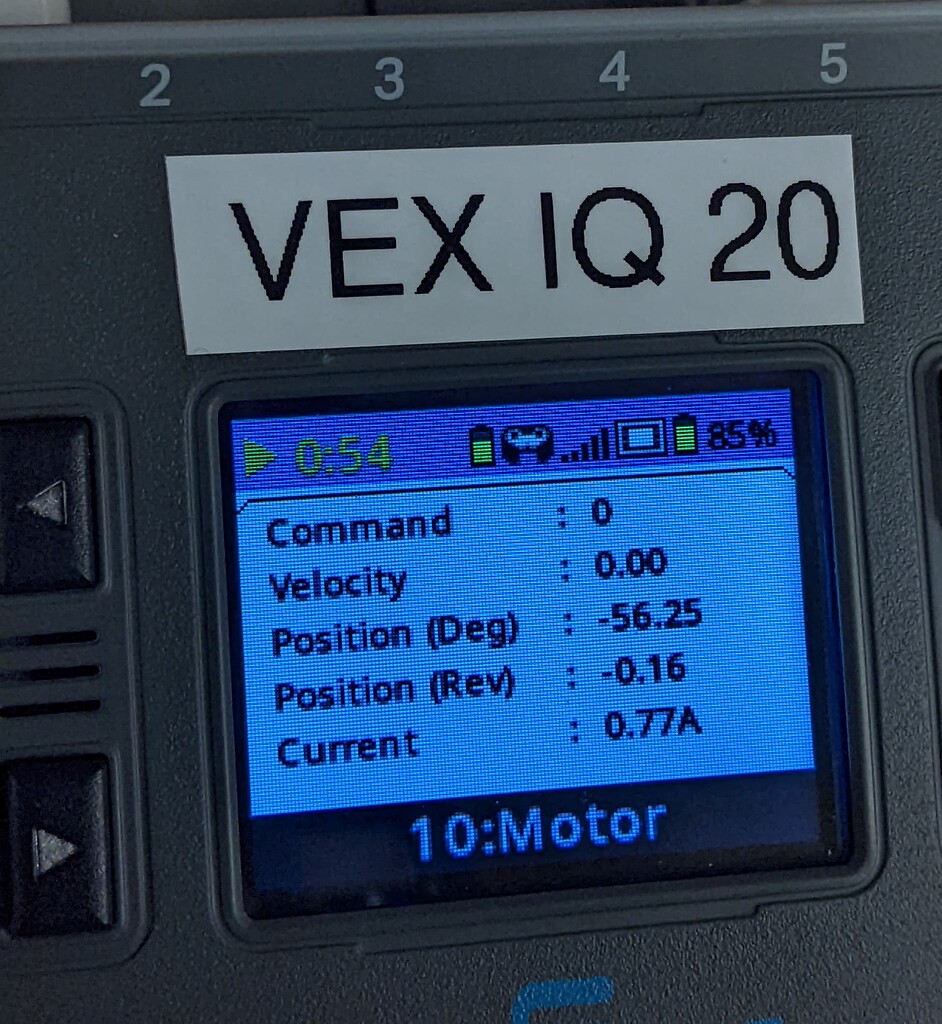 2 3 4 5
VEX IQ 20
0:54 85%
Command : 0
Velocity : 0.00
Position (Deg) : -56.25
Position (Rev) : -0.16
Current : 0.77A
10:Motor